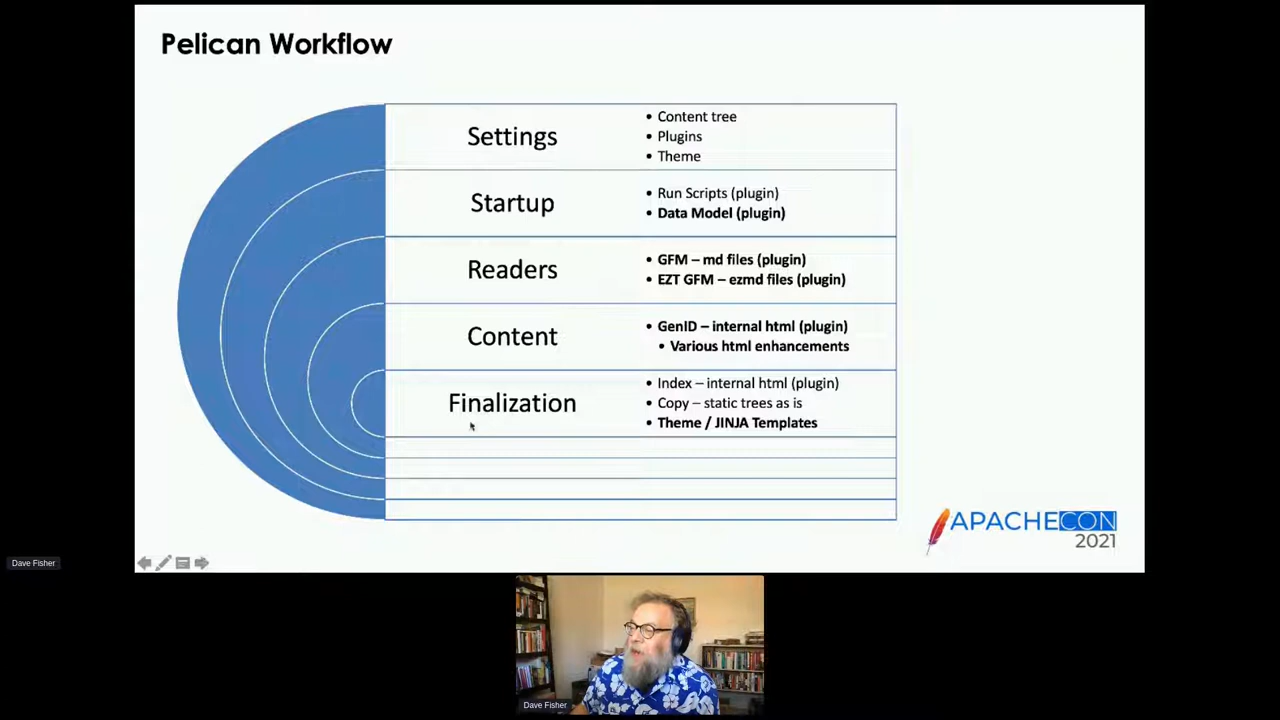 Pelican Workflow
Settings
• Content tree
• Plugins
• Theme
Startup
• Run Scripts (plugin)
• Data Model (plugin)
Readers
• GFM – md files (plugin)
• EZT GFM – ezmd files (plugin)
Content
• GenID – internal html (plugin)
• Various html enhancements
Finalization
• Index – internal html (plugin)
• Copy – static trees as is
• Theme / JINJA Templates
APACHECON
2021
Dave Fisher
Dave Fisher